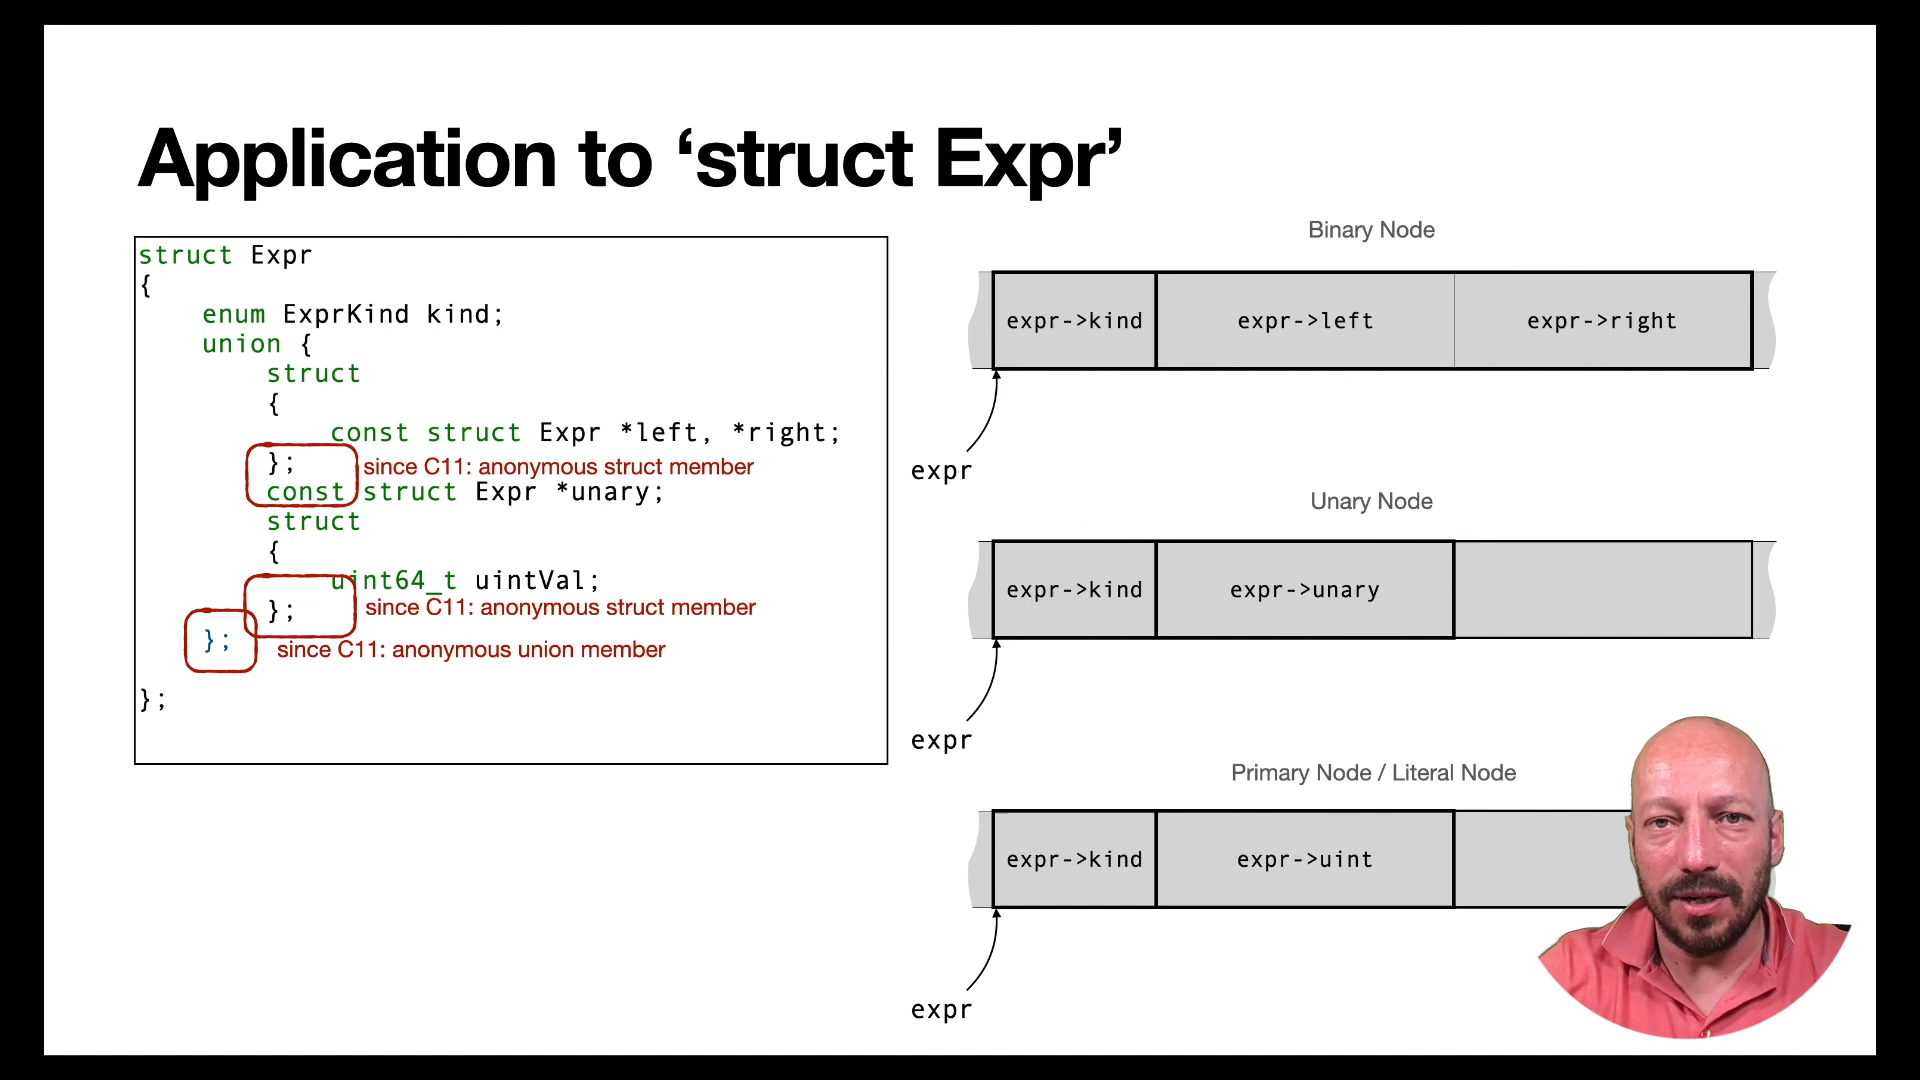 Application to ‘struct Expr’
struct Expr
{
enum ExprKind kind;
union {
struct
{
const struct Expr *left, *right;
}; since C11: anonymous struct member
const struct Expr *unary;
struct
{
uint64_t uintVal;
}; since C11: anonymous struct member
}; since C11: anonymous union member
};
Binary Node
expr->kind expr->left expr->right
expr
Unary Node
expr->kind expr->unary
expr
Primary Node / Literal Node
expr->kind expr->uint
expr